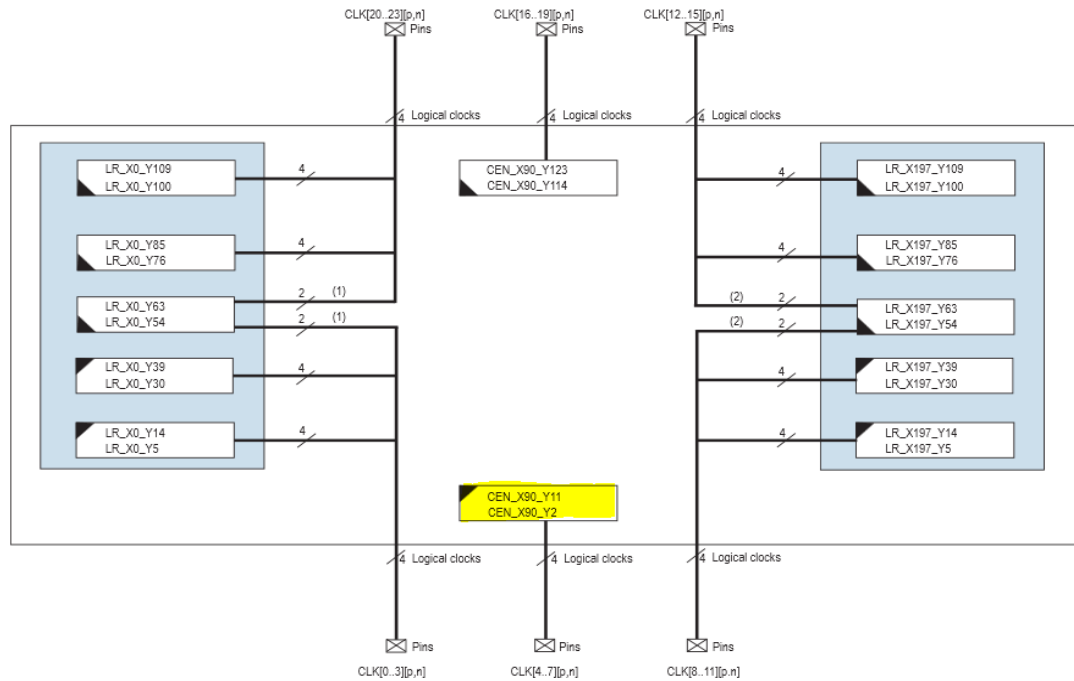 CLK[20..23][p,n]
CLK[16..19][p,n]
CLK[12..15][p,n]
Pins
Pins
Pins
4 Logical clocks
4 Logical clocks
4 Logical clocks
LR_X0_Y109
LR_X0_Y100
4
CEN_X90_Y123
CEN_X90_Y114
4
LR_X197_Y109
LR_X197_Y100
LR_X0_Y85
LR_X0_Y76
4
4
LR_X197_Y85
LR_X197_Y76
LR_X0_Y63
LR_X0_Y54
2 (1)
2 (1)
(2) 2
(2) 2
LR_X197_Y63
LR_X197_Y54
LR_X0_Y39
LR_X0_Y30
4
4
LR_X197_Y39
LR_X197_Y30
LR_X0_Y14
LR_X0_Y5
4
4
LR_X197_Y14
LR_X197_Y5
CEN_X90_Y11
CEN_X90_Y2
4 Logical clocks
4 Logical clocks
4 Logical clocks
Pins
Pins
Pins
CLK[0..3][p,n]
CLK[4..7][p,n]
CLK[8..11][p.n]